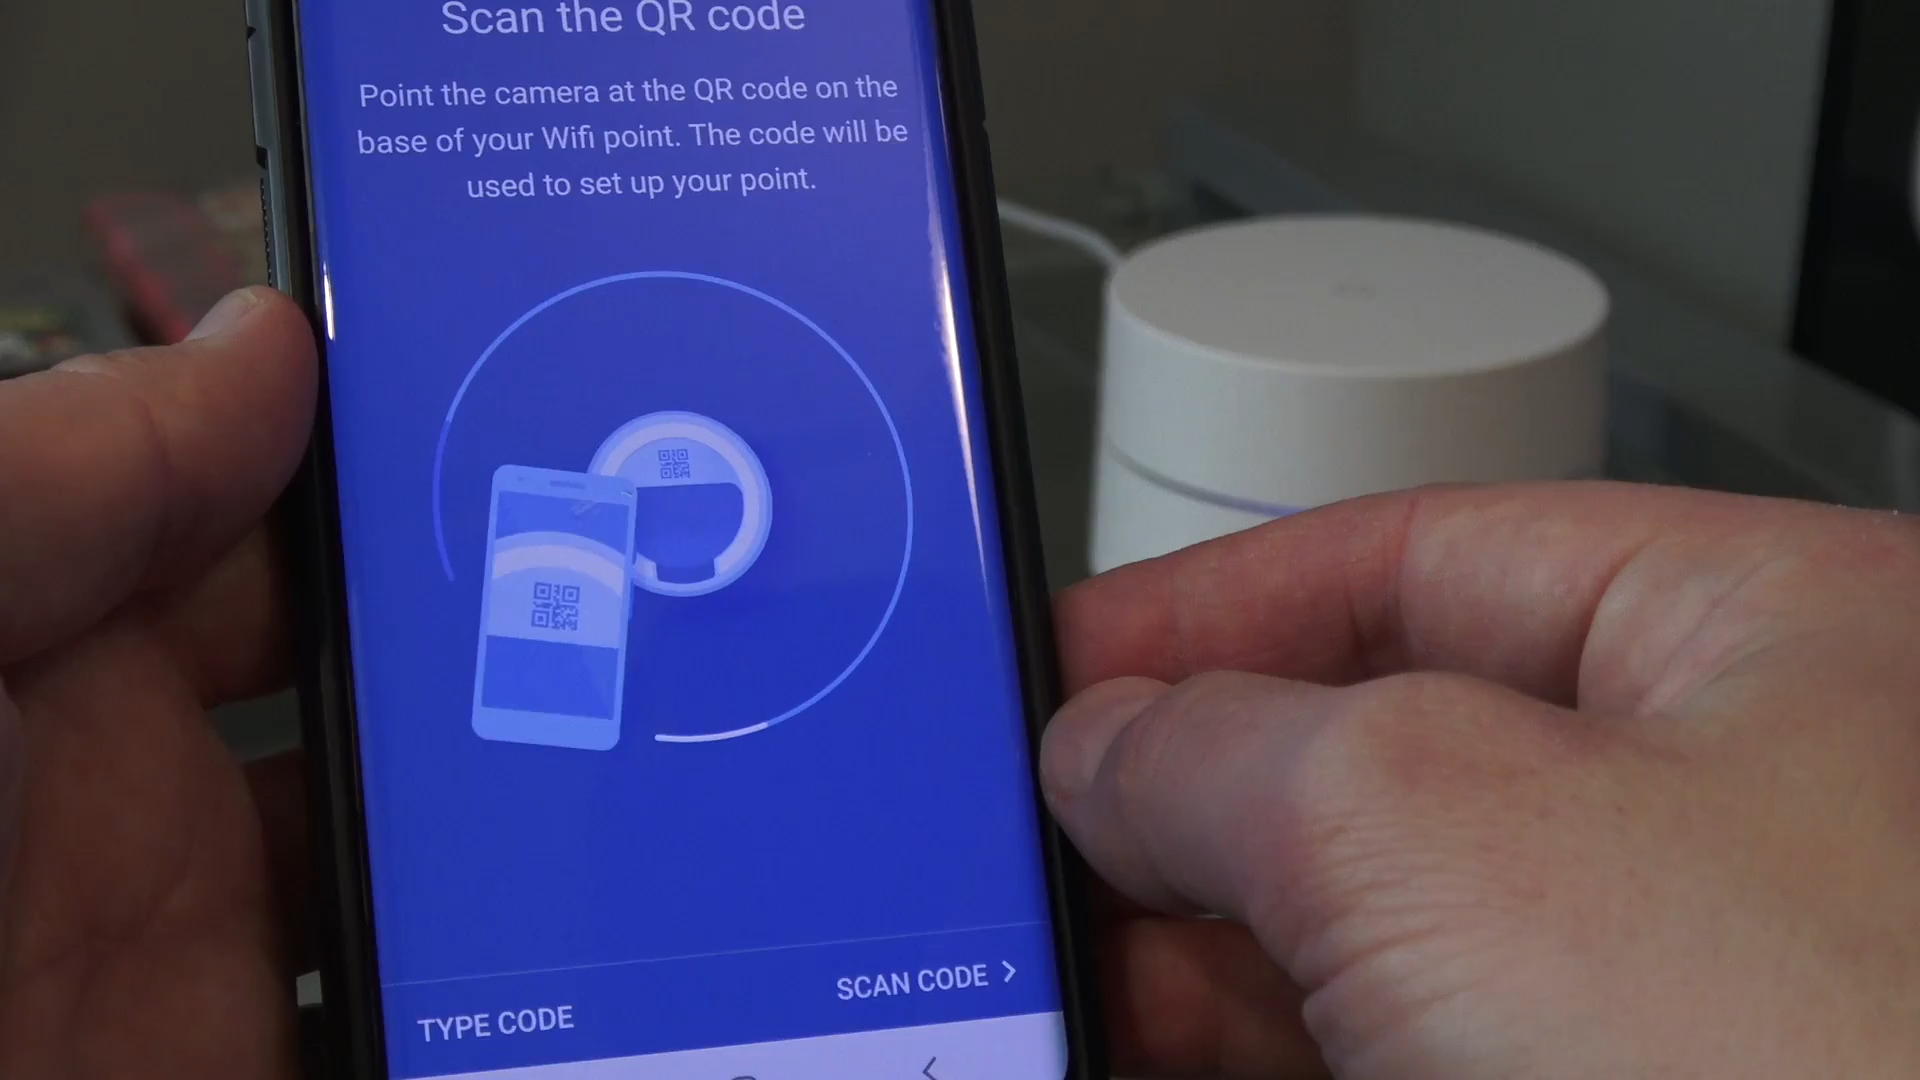 Scan the QR code
Point the camera at the QR code on the
base of your Wifi point. The code will be
used to set up your point.
TYPE CODE
SCAN CODE